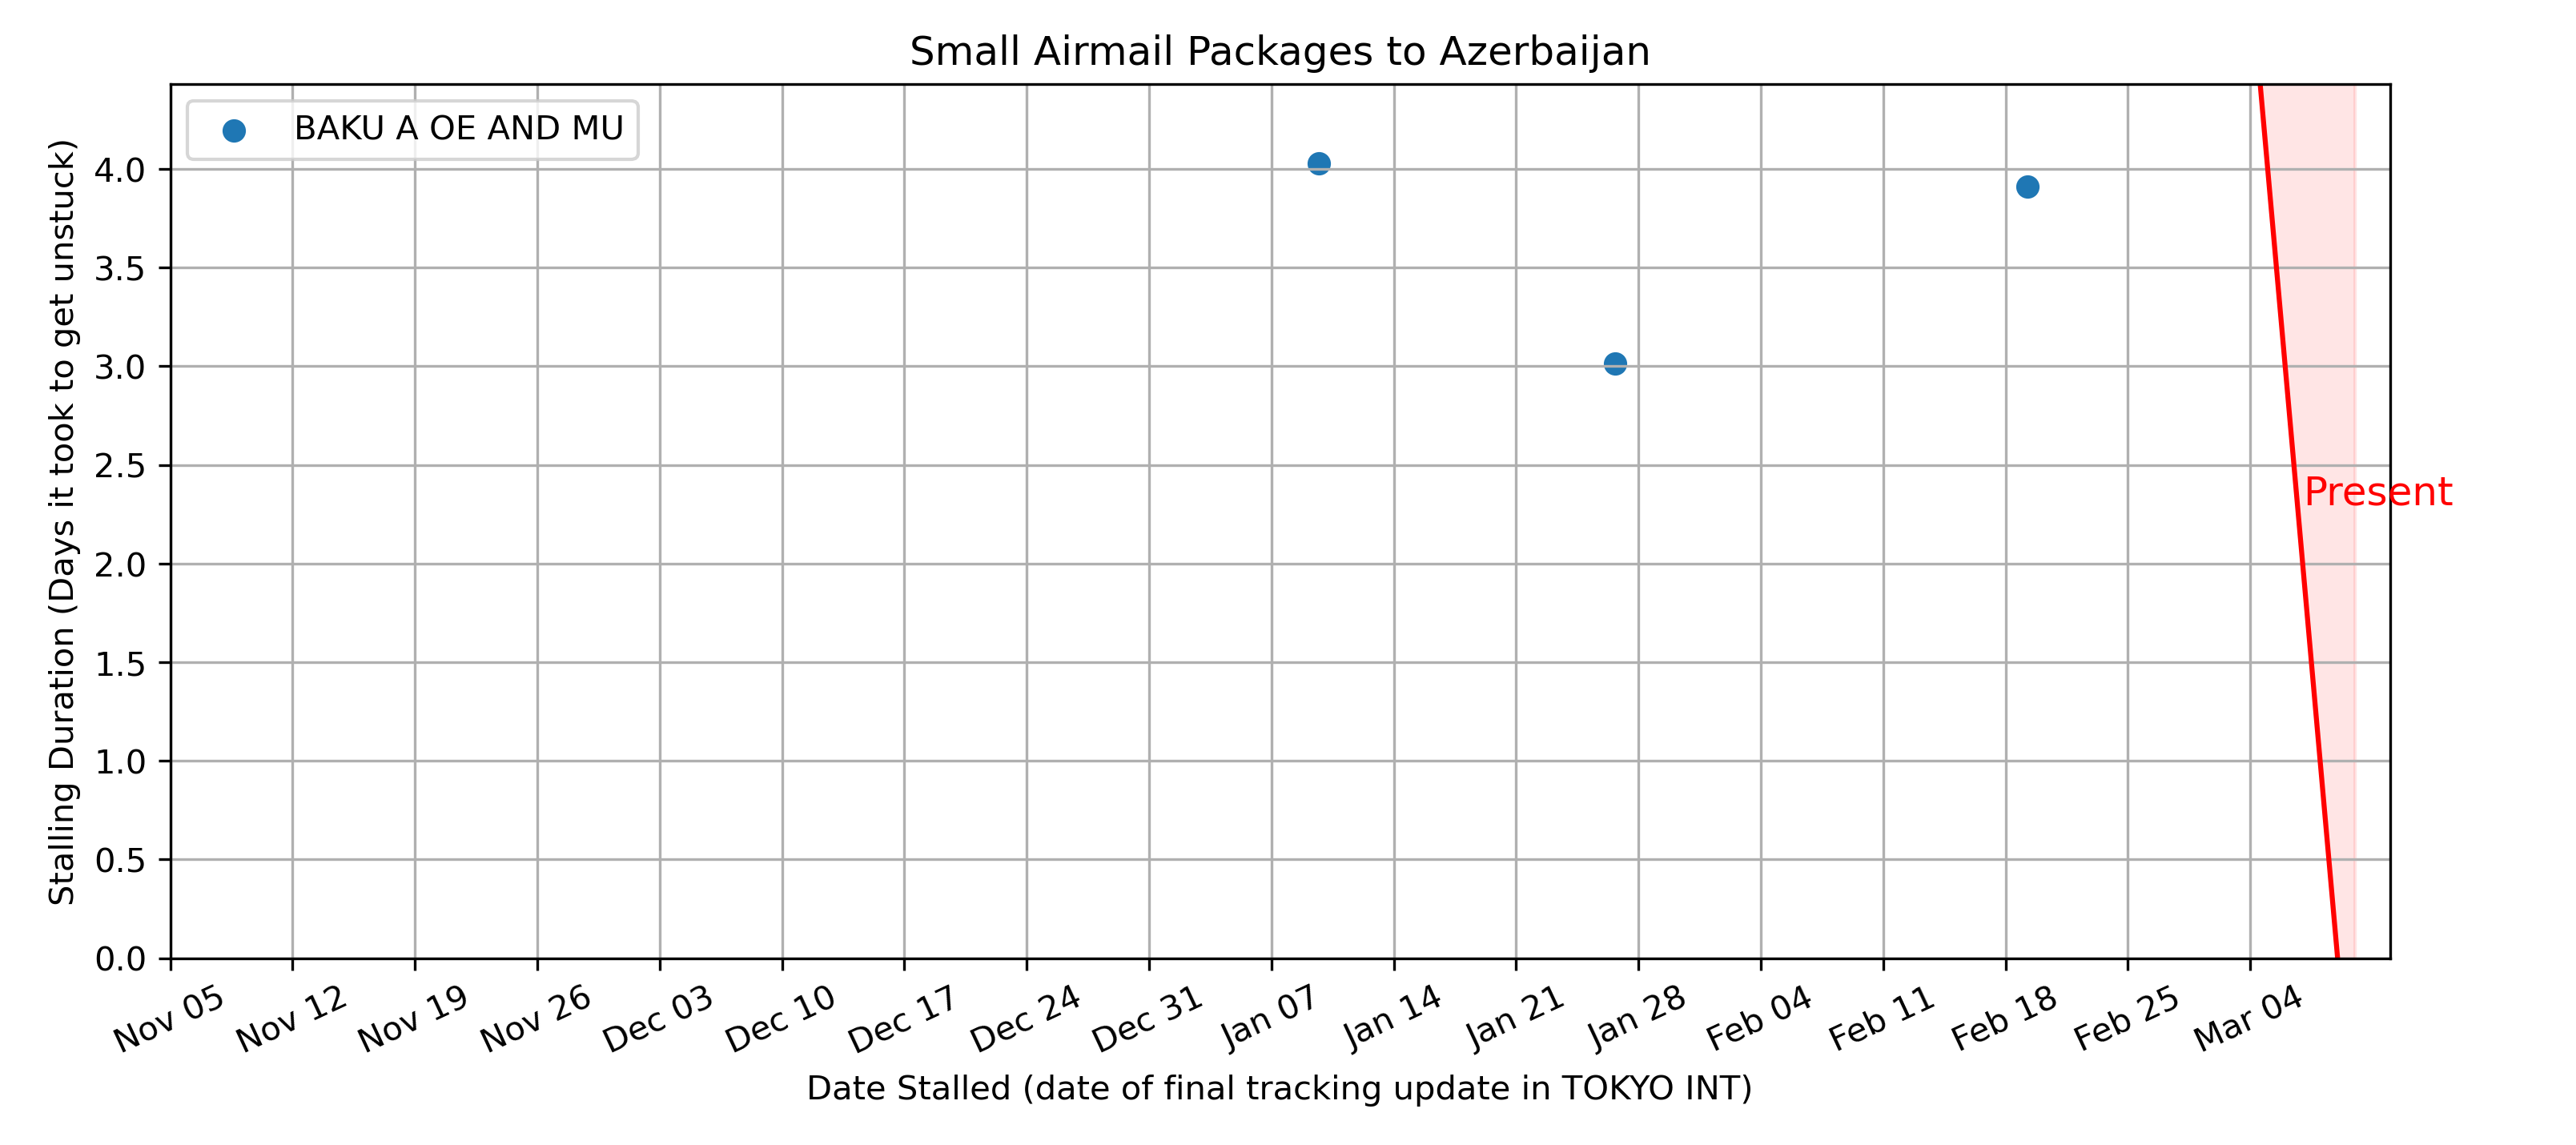 Small Airmail Packages to Azerbaijan
BAKU A OE AND MU
Stalling Duration (Days it took to get unstuck)
4.0
3.5
3.0
2.5
2.0
1.5
1.0
0.5
0.0
Present
Nov 05 Nov 12 Nov 19 Nov 26 Dec 03 Dec 10 Dec 17 Dec 24 Dec 31 Jan 07 Jan 14 Jan 21 Jan 28 Feb 04 Feb 11 Feb 18 Feb 25 Mar 04
Date Stalled (date of final tracking update in TOKYO INT)